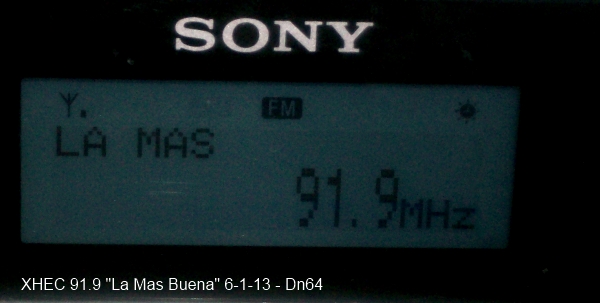 SONY
FM
LA MAS
91.9MHz
XHEC 91.9 "La Mas Buena" 6-1-13 - Dn64